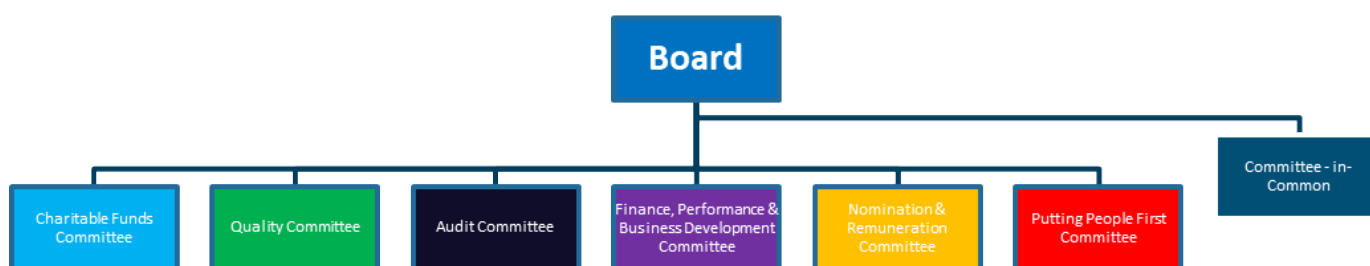 Board
Committee - in-
Common
Charitable Funds
Committee
Quality Committee
Audit Committee
Finance, Performance &
Business Development
Committee
Nomination &
Remuneration
Committee
Putting People First
Committee